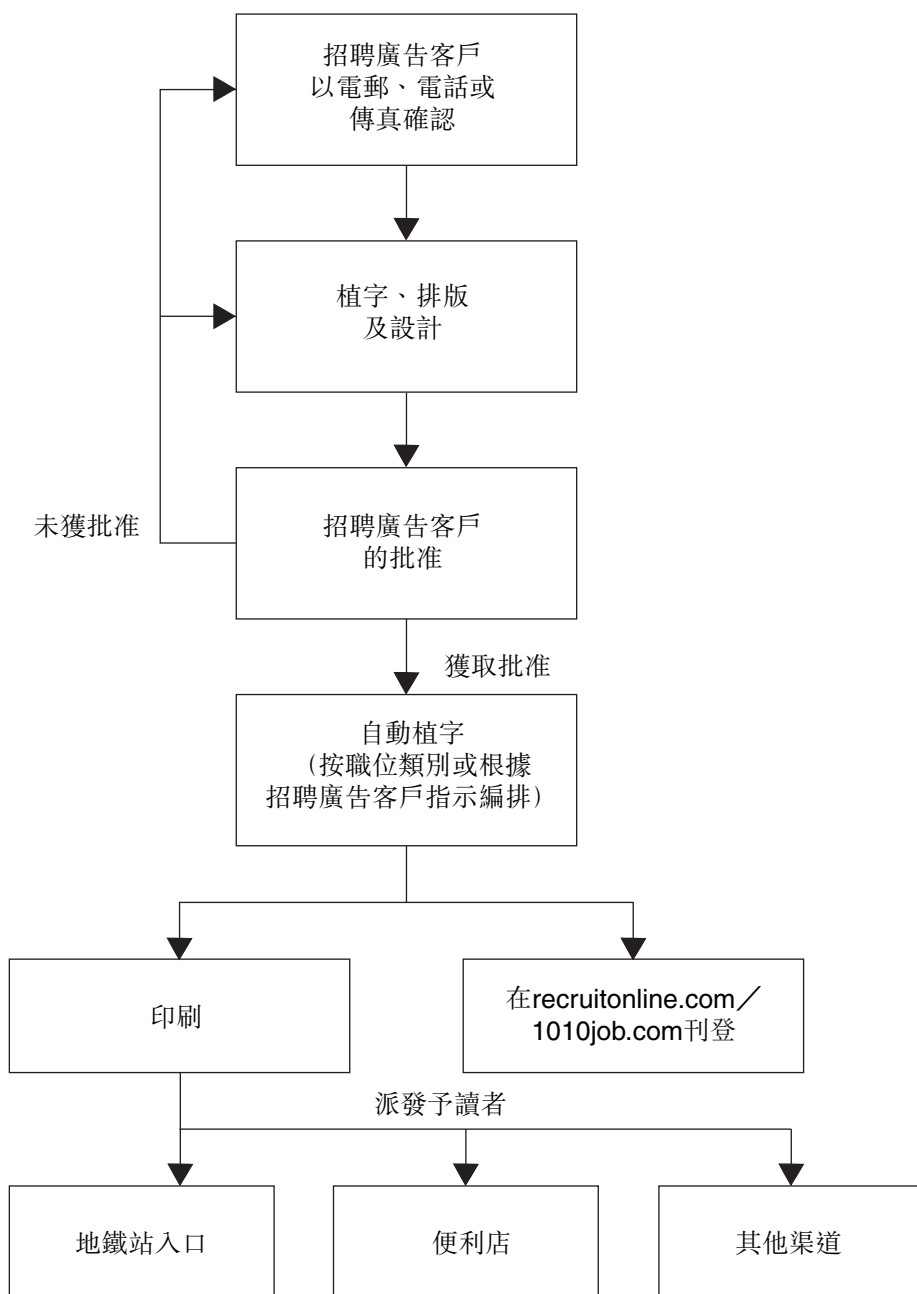 招聘廣告客戶
以電郵、電話或
傳真確認
植字、排版
及設計
未獲批准
招聘廣告客戶
的批准
獲取批准
自動植字
（按職位類別或根據
招聘廣告客戶指示編排）
印刷
在recruitonline.com／
1010job.com刊登
派發予讀者
地鐵站入口
便利店
其他渠道